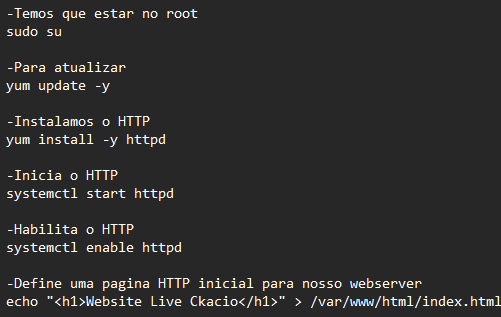 -Temos que estar no root
sudo su
-Para atualizar
yum update -y
-Instalamos o HTTP
yum install -y httpd
-Inicia o HTTP
systemctl start httpd
-Habilita o HTTP
systemctl enable httpd
-Define uma pagina HTTP inicial para nosso webserver
echo "<h1>Website Live Ckacio</h1>" > /var/www/html/index.html